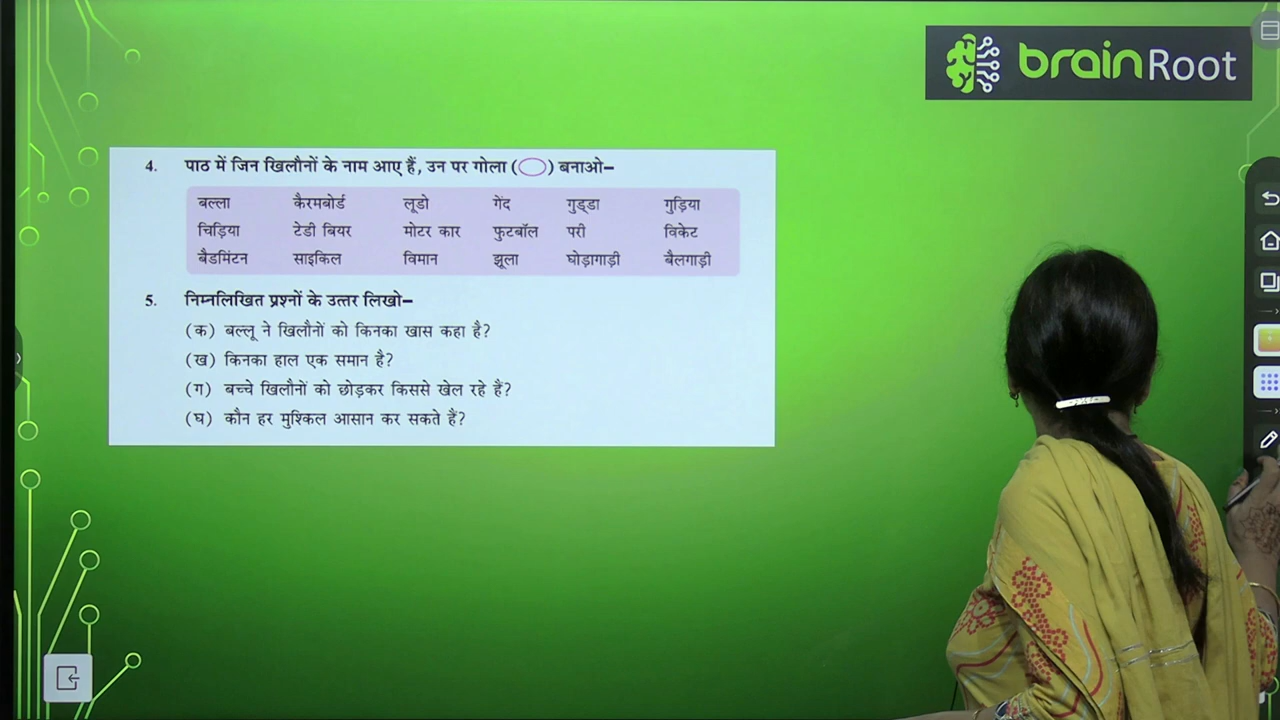 brainRoot
4. पाठ में जिन खिलौनों के नाम आए हैं, उन पर गोला ( ) बनाओ–
बल्ला कैरमबोर्ड लूडो गेंद गुड्डा गुड़िया
चिड़िया टेडी बियर मोटर कार फुटबॉल परी विकेट
बैडमिंटन साइकिल विमान झूला घोड़ागाड़ी बैलगाड़ी
5. निम्नलिखित प्रश्नों के उत्तर लिखो–
(क) बल्लू ने खिलौनों को किनका खास कहा है?
(ख) किनका हाल एक समान है?
(ग) बच्चे खिलौनों को छोड़कर किससे खेल रहे हैं?
(घ) कौन हर मुश्किल आसान कर सकते हैं?